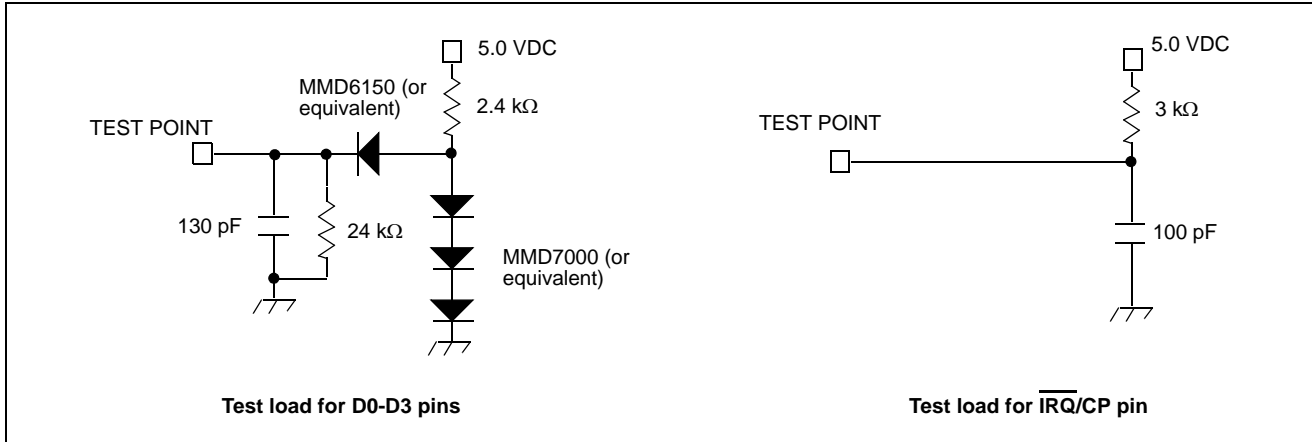 5.0 VDC
MMD6150 (or
equivalent)
2.4 kΩ
TEST POINT
130 pF
24 kΩ
MMD7000 (or
equivalent)
Test load for D0-D3 pins
5.0 VDC
3 kΩ
TEST POINT
100 pF
Test load for I̅R̅Q̅/CP pin